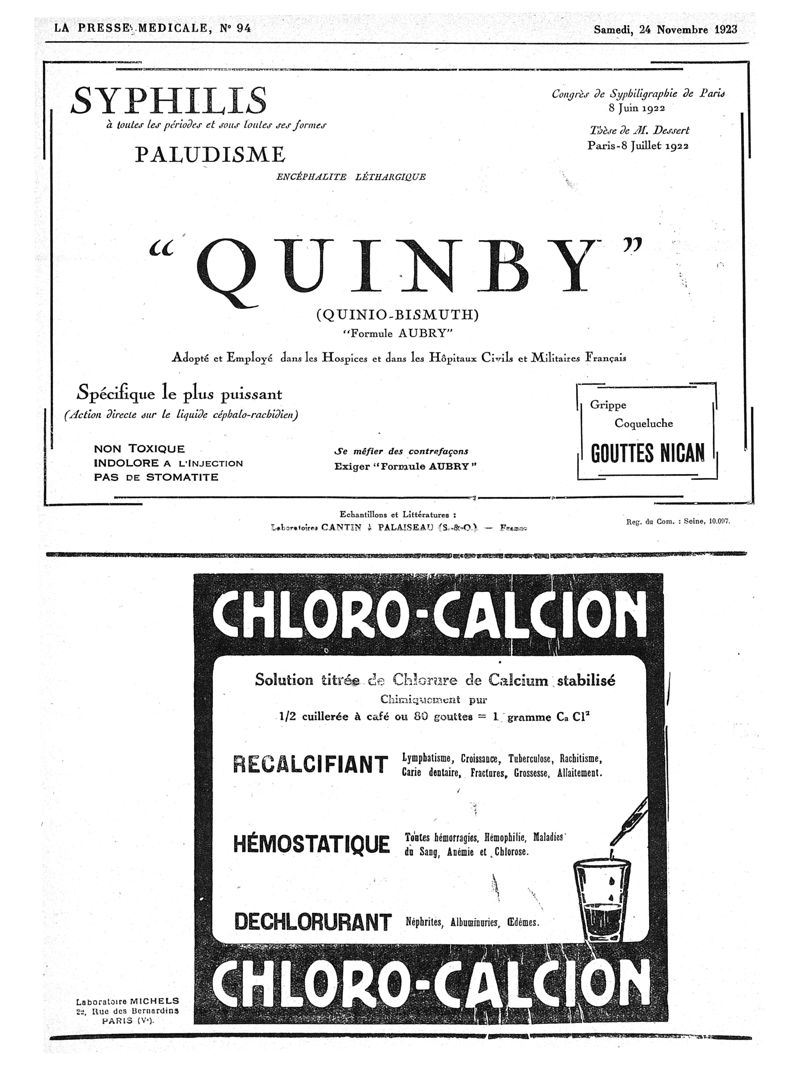 LA PRESSE MEDICALE, N° 94
Samedi, 24 Novembre 1923
SYPHILIS
à toutes les périodes et sous toutes ses formes
PALUDISME
ENCÉPHALITE LÉTHARGIQUE
Congrès de Syphiligraphie de Paris
8 Juin 1922
Thèse de M. Dessert
Paris-8 Juillet 1922
“QUINBY”
(QUINIO-BISMUTH)
“Formule AUBRY”
Adopté et Employé dans les Hospices et dans les Hôpitaux Civils et Militaires Français
Spécifique le plus puissant
(Action directe sur le liquide céphalo-rachidien)
NON TOXIQUE
INDOLORE A L'INJECTION
PAS DE STOMATITE
Se méfier des contrefaçons
Exiger “Formule AUBRY”
Grippe
Coqueluche
GOUTTES NICAN
Echantillons et Littératures :
Laboratoires CANTIN à PALAISEAU (S.-&-O.) — France
Reg. du Com. : Seine, 10.097.
CHLORO-CALCION
Solution titrée de Chlorure de Calcium stabilisé
Chimiquement pur
1/2 cuillerée à café ou 80 gouttes = 1 gramme Ca Cl²
RECALCIFIANT
Lymphatisme, Croissance, Tuberculose, Rachitisme,
Carie dentaire, Fractures, Grossesse, Allaitement.
HÉMOSTATIQUE
Toutes hémorragies, Hémophilie, Maladies
du Sang, Anémie et Chlorose.
DECHLORURANT
Néphrites, Albuminuries, Œdèmes.
CHLORO-CALCION
Laboratoire MICHELS
22, Rue des Bernardins
PARIS (Vᵉ).